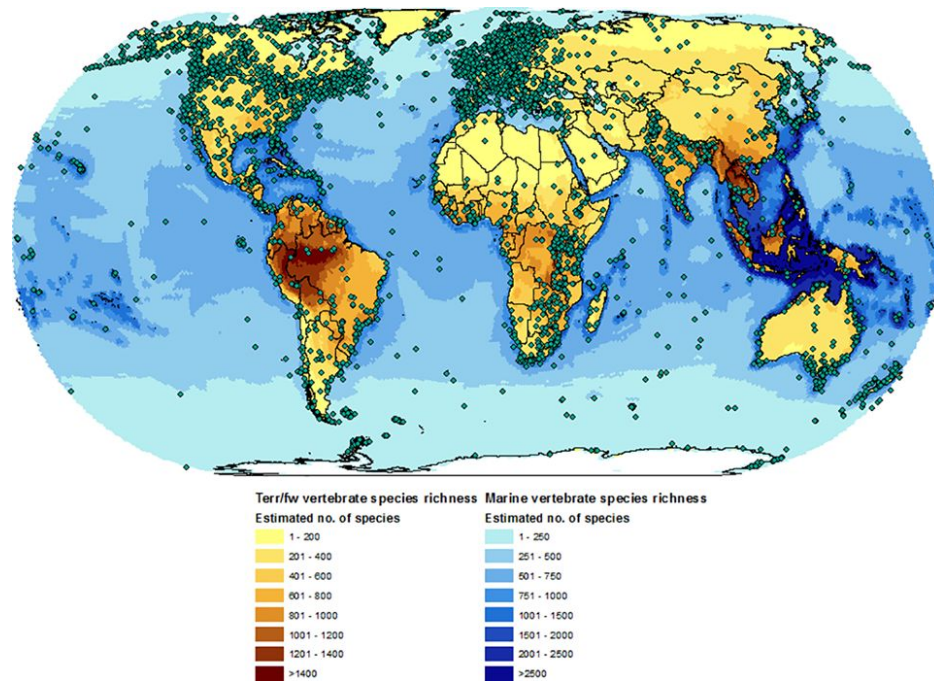 Terr/fw vertebrate species richness
Estimated no. of species
1 - 200
201 - 400
401 - 600
601 - 800
801 - 1000
1001 - 1200
1201 - 1400
>1400
Marine vertebrate species richness
Estimated no. of species
1 - 250
251 - 500
501 - 750
751 - 1000
1001 - 1500
1501 - 2000
2001 - 2500
>2500